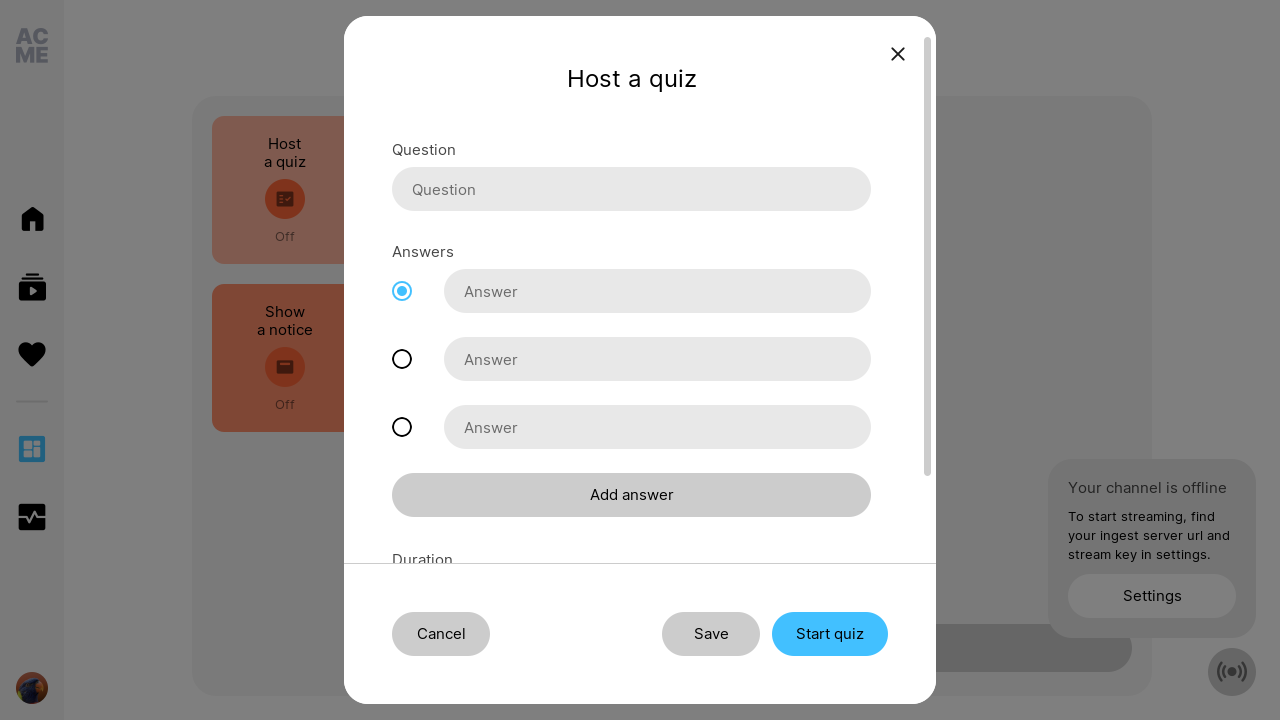 AC
ME
Host
a quiz
Off
Show
a notice
Off
Host a quiz
Question
Question
Answers
Answer
Answer
Answer
Add answer
Duration
Cancel
Save
Start quiz
Your channel is offline
To start streaming, find
your ingest server url and
stream key in settings.
Settings